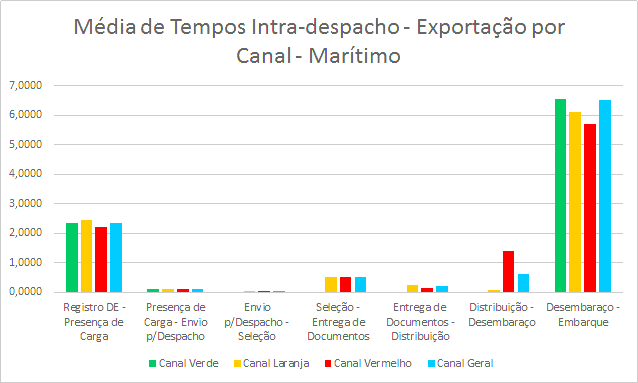 Média de Tempos Intra-despacho - Exportação por
Canal - Marítimo
7,0000
6,0000
5,0000
4,0000
3,0000
2,0000
1,0000
0,0000
Registro DE -
Presença de
Carga
Presença de
Carga - Envio
p/Despacho
Envio
p/Despacho -
Seleção
Seleção -
Entrega de
Documentos
Entrega de
Documentos -
Distribuição
Distribuição -
Desembaraço
Desembaraço -
Embarque
Canal Verde
Canal Laranja
Canal Vermelho
Canal Geral